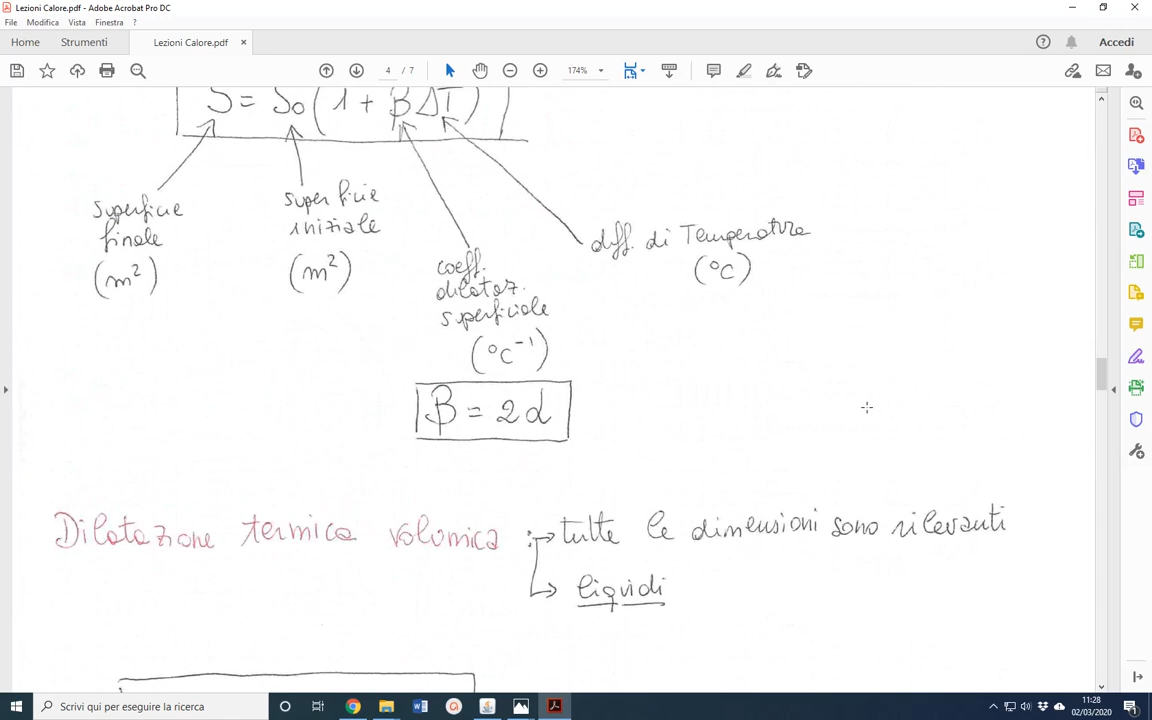 Lezioni Calore.pdf - Adobe Acrobat Pro DC
File Modifica Vista Finestra ?
Home Strumenti Lezioni Calore.pdf × Accedi
4 / 7 174%
S = S₀ (1 + β ΔT)
superficie finale (m²)
superficie iniziale (m²)
coeff. dilataz. superficiale (°C⁻¹)
diff. di Temperatura (°C)
β = 2α
Dilatazione termica volumica : → tutte le dimensioni sono rilevanti
→ liquidi
Scrivi qui per eseguire la ricerca
11:28
02/03/2020